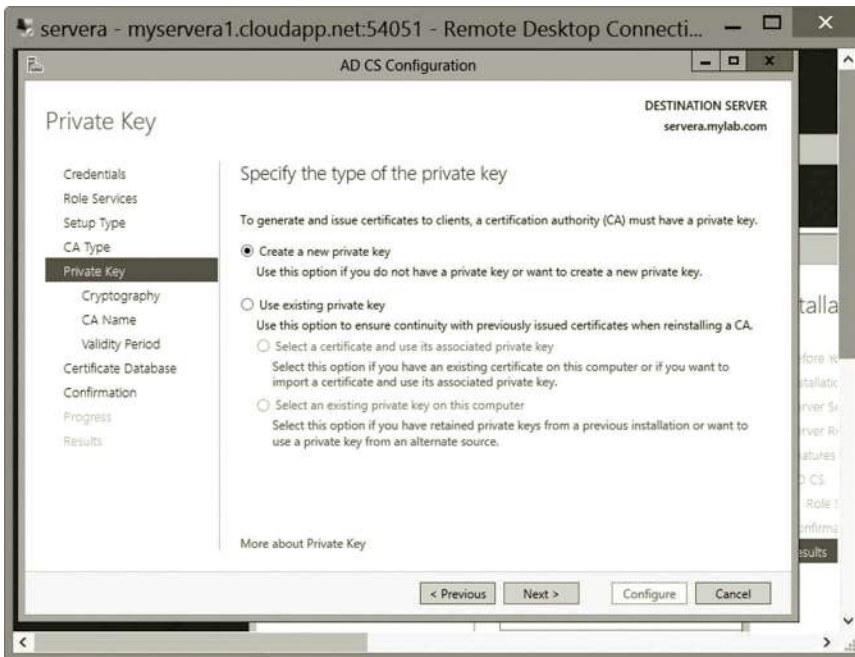 servera - myservera1.cloudapp.net:54051 - Remote Desktop Connecti...
AD CS Configuration
Private Key
DESTINATION SERVER
servera.mylab.com
Credentials
Role Services
Setup Type
CA Type
Private Key
Cryptography
CA Name
Validity Period
Certificate Database
Confirmation
Progress
Results
Specify the type of the private key
To generate and issue certificates to clients, a certification authority (CA) must have a private key.
Create a new private key
Use this option if you do not have a private key or want to create a new private key.
Use existing private key
Use this option to ensure continuity with previously issued certificates when reinstalling a CA.
Select a certificate and use its associated private key
Select this option if you have an existing certificate on this computer or if you want to
import a certificate and use its associated private key.
Select an existing private key on this computer
Select this option if you have retained private keys from a previous installation or want to
use a private key from an alternate source.
More about Private Key
< Previous
Next >
Configure
Cancel
talla
CS
Role